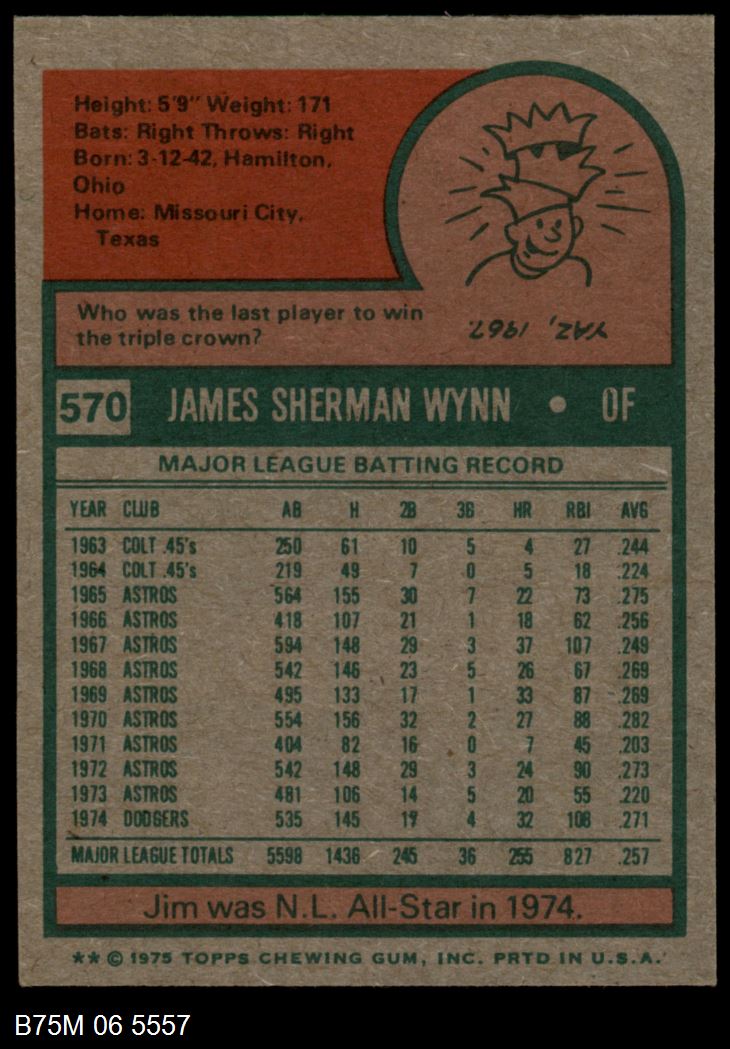 Height: 5'9" Weight: 171
Bats: Right Throws: Right
Born: 3-12-42, Hamilton,
Ohio
Home: Missouri City,
Texas
Who was the last player to win
the triple crown?
YAZ, 1967.
570 JAMES SHERMAN WYNN • OF
MAJOR LEAGUE BATTING RECORD
YEAR CLUB AB H 2B 3B HR RBI AVG
1963 COLT .45's 250 61 10 5 4 27 .244
1964 COLT .45's 219 49 7 0 5 18 .224
1965 ASTROS 564 155 30 7 22 73 .275
1966 ASTROS 418 107 21 1 18 62 .256
1967 ASTROS 594 148 29 3 37 107 .249
1968 ASTROS 542 146 23 5 26 67 .269
1969 ASTROS 495 133 17 1 33 87 .269
1970 ASTROS 554 156 32 2 27 88 .282
1971 ASTROS 404 82 16 0 7 45 .203
1972 ASTROS 542 148 29 3 24 90 .273
1973 ASTROS 481 106 14 5 20 55 .220
1974 DODGERS 535 145 17 4 32 108 .271
MAJOR LEAGUE TOTALS 5598 1436 245 36 255 827 .257
Jim was N.L. All-Star in 1974.
** © 1975 TOPPS CHEWING GUM, INC. PRTD IN U.S.A.
B75M 06 5557